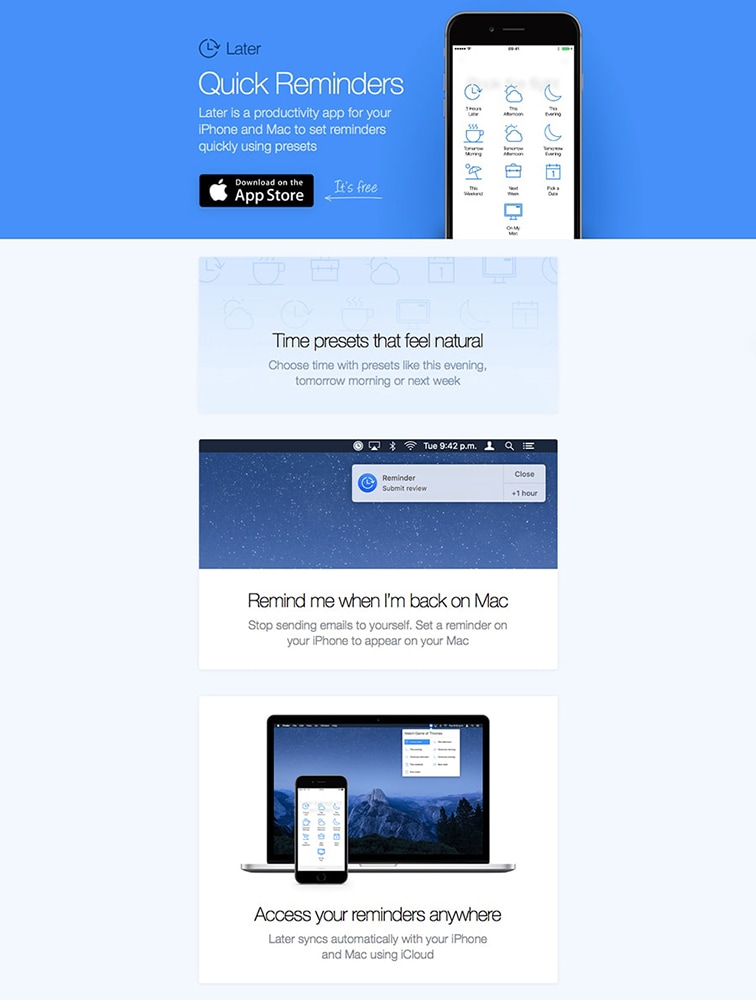 Later
Quick Reminders
Later is a productivity app for your
iPhone and Mac to set reminders
quickly using presets
Download on the
App Store
It's free
09:41
3 Hours
Later
This
Afternoon
This
Evening
Tomorrow
Morning
Tomorrow
Afternoon
Tomorrow
Evening
This
Weekend
Next
Week
1
Pick a
Date
On My
Mac
Time presets that feel natural
Choose time with presets like this evening,
tomorrow morning or next week
Tue 9:42 p.m.
Reminder
Submit review
Close
+1 hour
Remind me when I'm back on Mac
Stop sending emails to yourself. Set a reminder on
your iPhone to appear on your Mac
Watch Game of Thrones
Access your reminders anywhere
Later syncs automatically with your iPhone
and Mac using iCloud